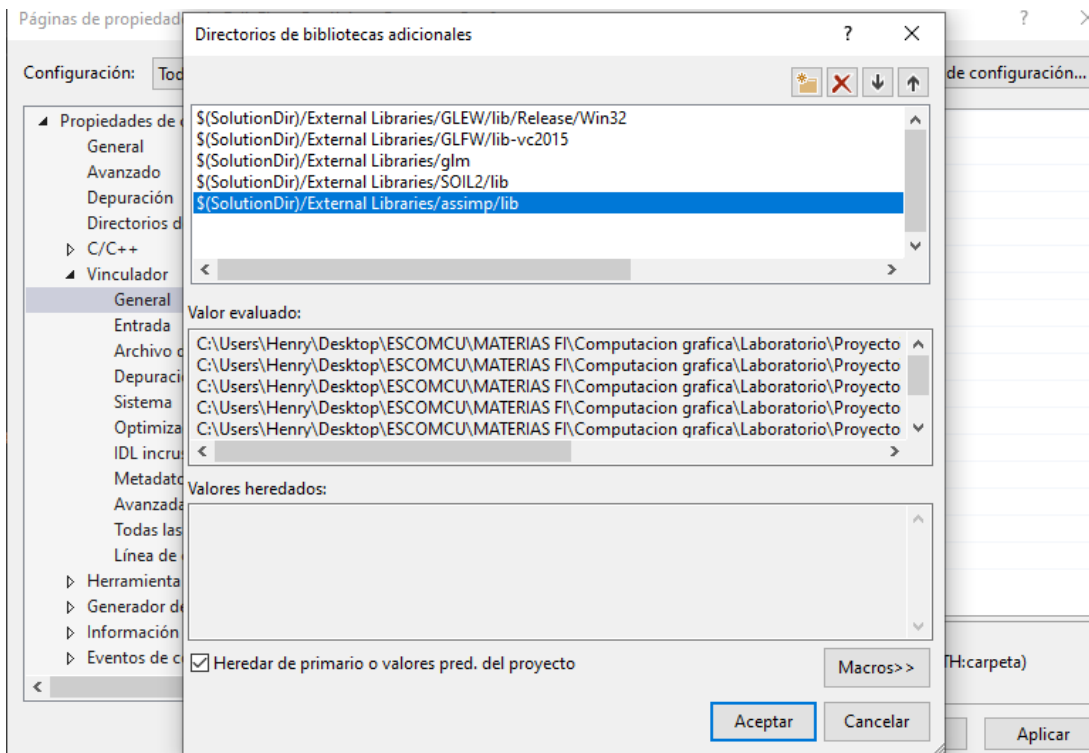 Páginas de propiedad
Directorios de bibliotecas adicionales
?
Configuración:
Tod
de configuración...
$(SolutionDir)/External Libraries/GLEW/lib/Release/Win32
$(SolutionDir)/External Libraries/GLFW/lib-vc2015
$(SolutionDir)/External Libraries/glm
$(SolutionDir)/External Libraries/SOIL2/lib
$(SolutionDir)/External Libraries/assimp/lib
Propiedades de
General
Avanzado
Depuración
Directorios d
C/C++
Vinculador
General
Entrada
Archivo
Depuraci
Sistema
Optimiza
IDL incru
Metadato
Avanzada
Todas las
Línea de
Herramienta
Generador de
Información
Eventos de c
Valor evaluado:
C:\Users\Henry\Desktop\ESCOMCU\MATERIAS FI\Computacion grafica\Laboratorio\Proyecto
C:\Users\Henry\Desktop\ESCOMCU\MATERIAS FI\Computacion grafica\Laboratorio\Proyecto
C:\Users\Henry\Desktop\ESCOMCU\MATERIAS FI\Computacion grafica\Laboratorio\Proyecto
C:\Users\Henry\Desktop\ESCOMCU\MATERIAS FI\Computacion grafica\Laboratorio\Proyecto
C:\Users\Henry\Desktop\ESCOMCU\MATERIAS FI\Computacion grafica\Laboratorio\Proyecto
Valores heredados:
Heredar de primario o valores pred. del proyecto
Macros>>
TH:carpeta)
Aceptar
Cancelar
Aplicar